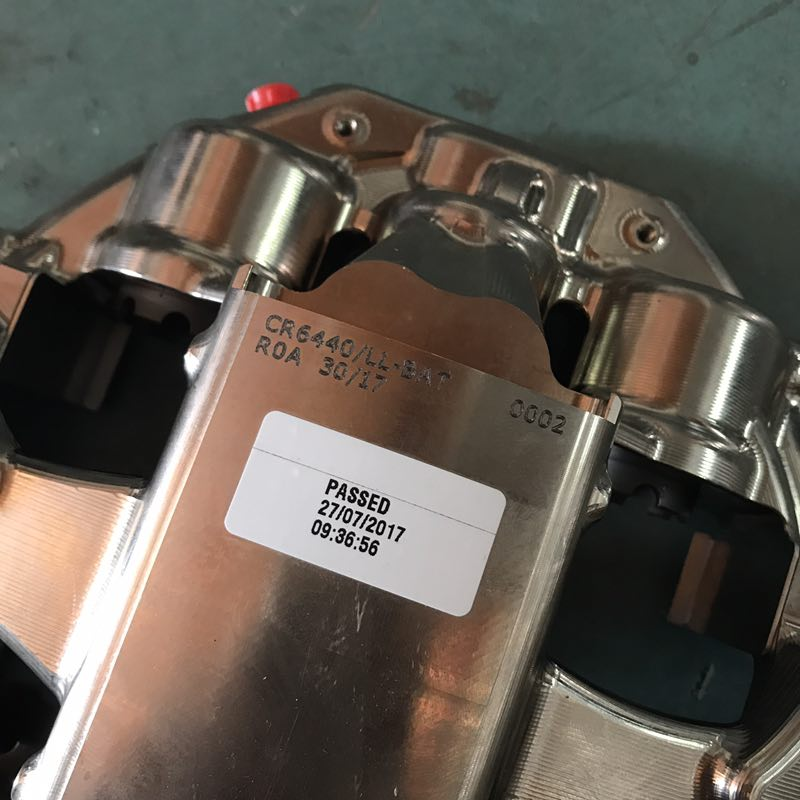 CR6440/LL-BAT
R0A 30/17
0002
PASSED
27/07/2017
09:36:56